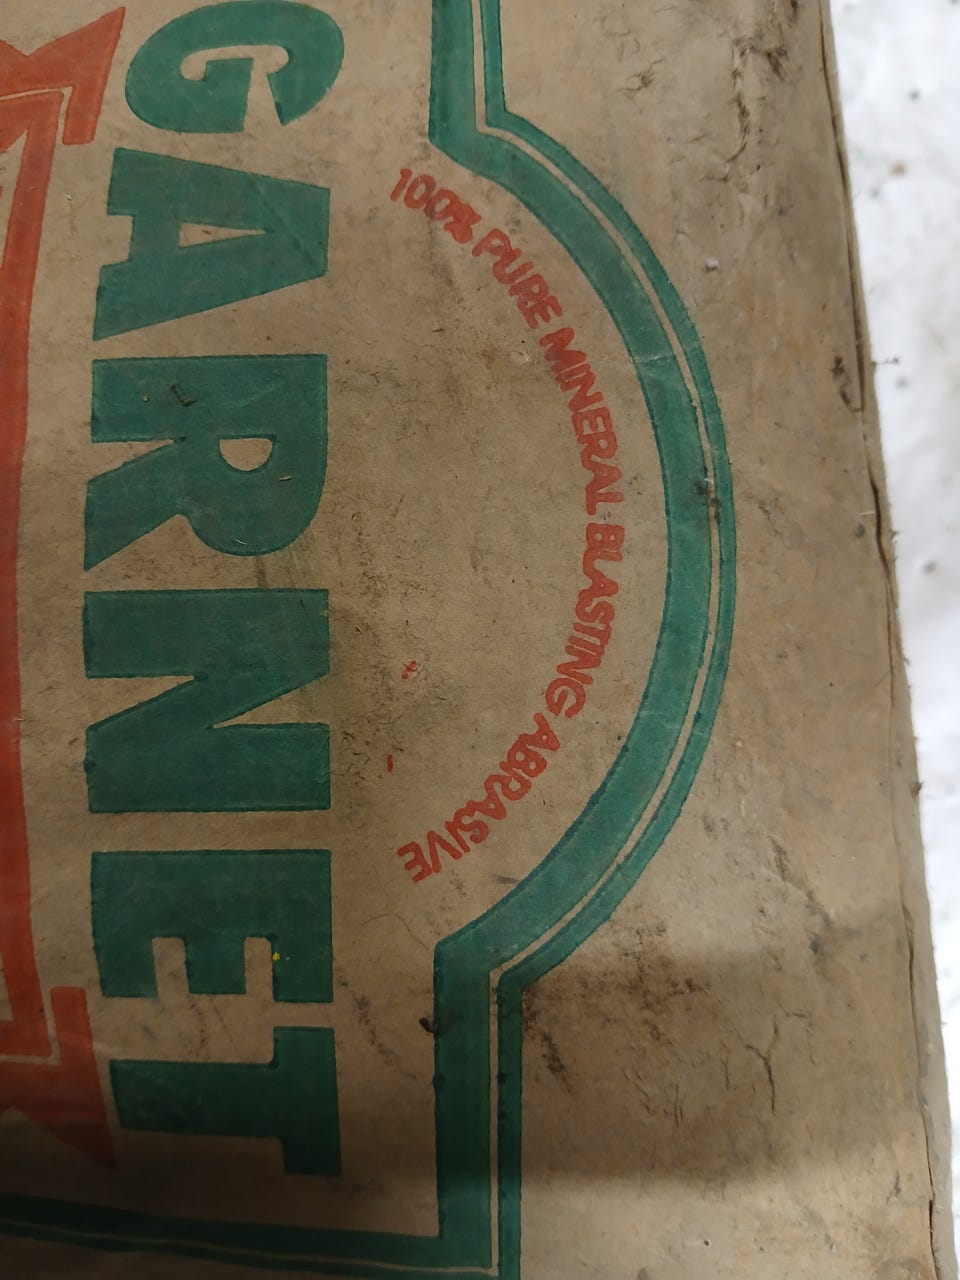 100% PURE MINERAL BLASTING ABRASIVE
GARNET